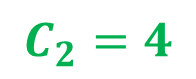 C₂ = 4